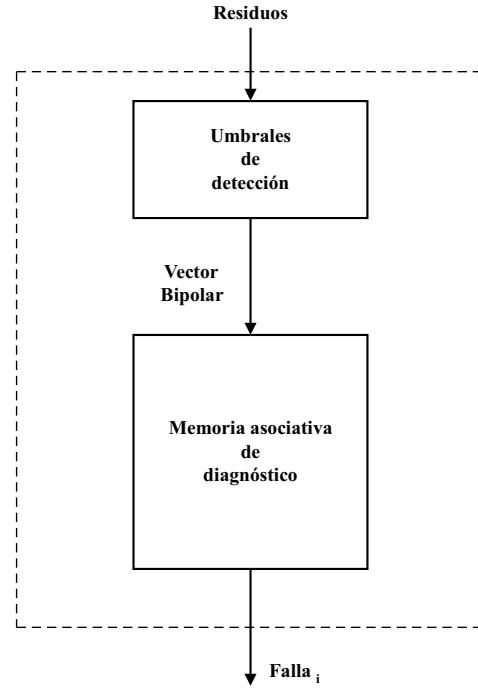 Residuos
Umbrales
de
detección
Vector
Bipolar
Memoria asociativa
de
diagnóstico
Falla i